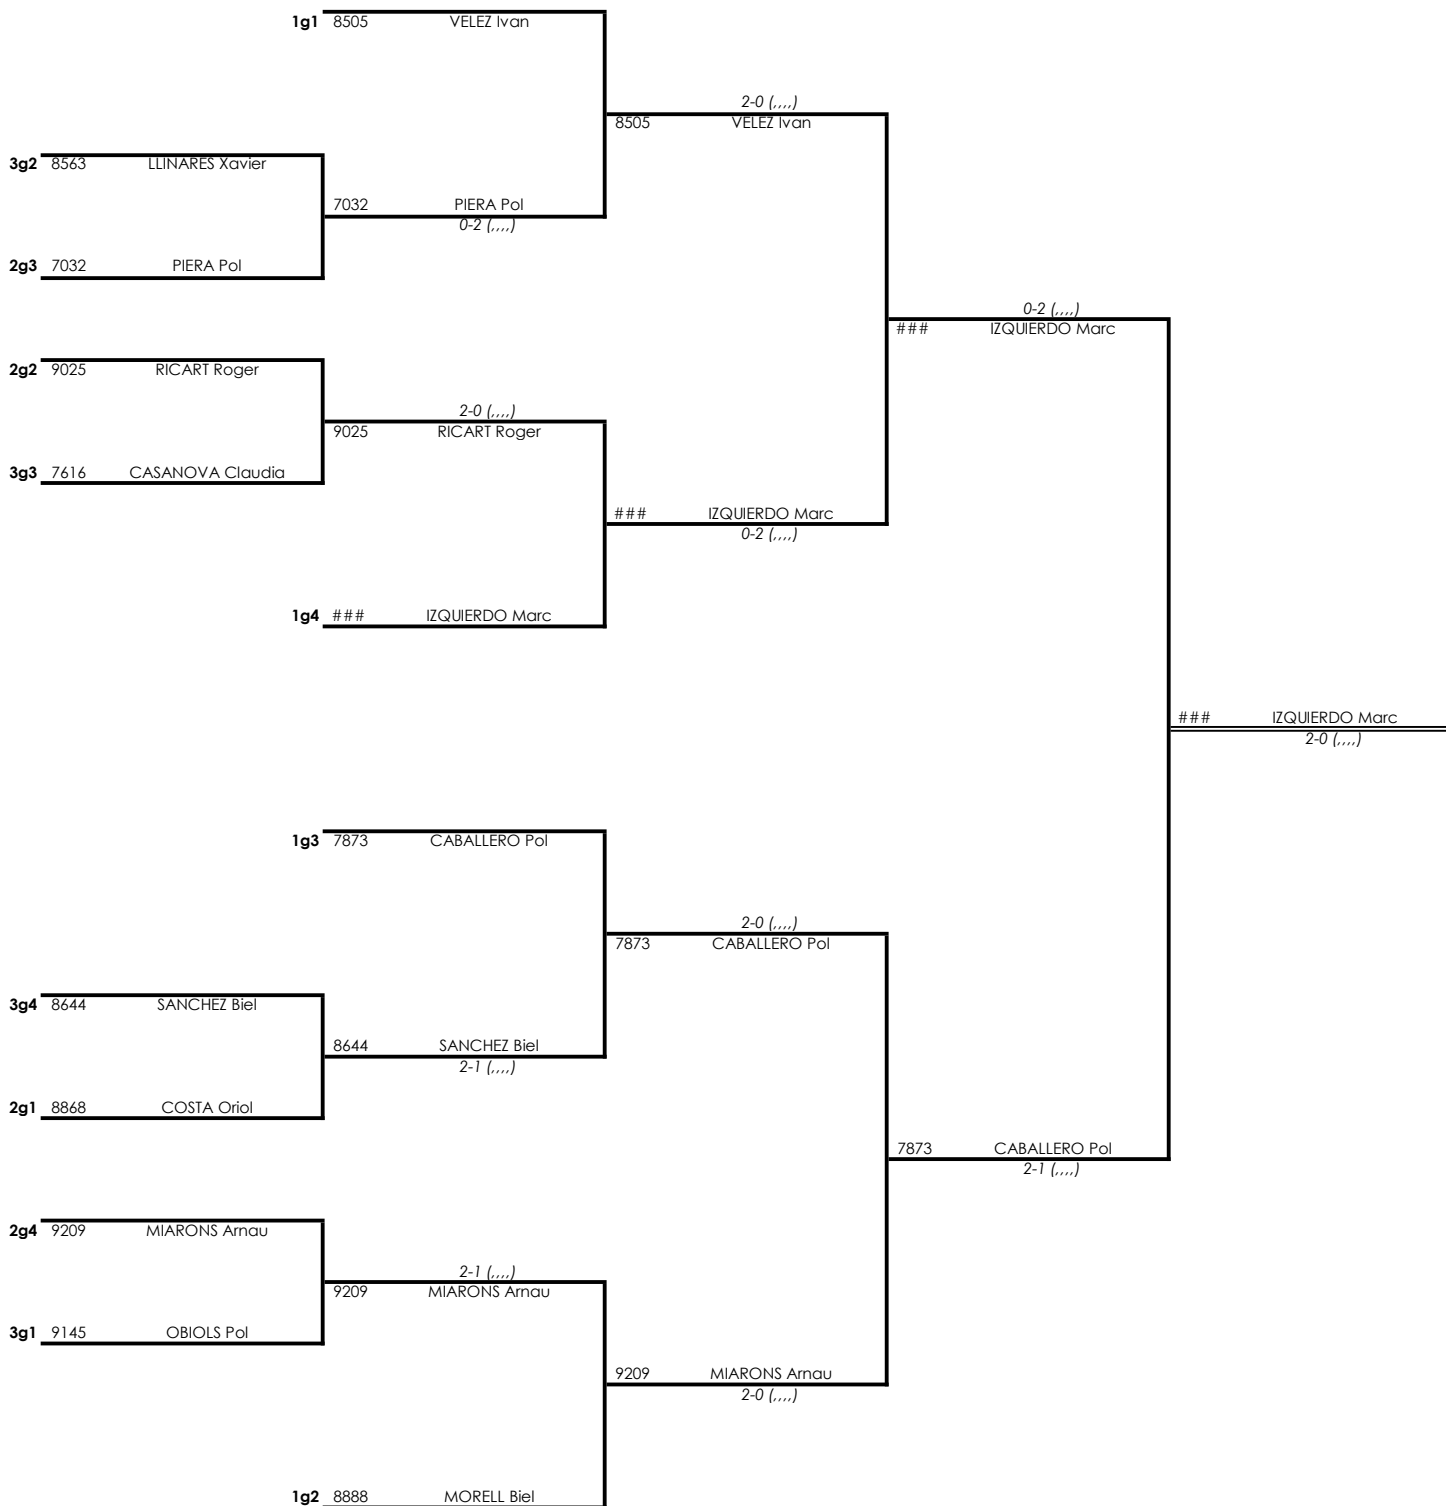 1g1 8505 VELEZ Ivan
2-0 (,,,,)
8505 VELEZ Ivan
3g2 8563 LLINARES Xavier
7032 PIERA Pol
0-2 (,,,,)
2g3 7032 PIERA Pol
0-2 (,,,,)
### IZQUIERDO Marc
2g2 9025 RICART Roger
2-0 (,,,,)
9025 RICART Roger
3g3 7616 CASANOVA Claudia
### IZQUIERDO Marc
0-2 (,,,,)
1g4 ### IZQUIERDO Marc
### IZQUIERDO Marc
2-0 (,,,,)
1g3 7873 CABALLERO Pol
2-0 (,,,,)
7873 CABALLERO Pol
3g4 8644 SANCHEZ Biel
8644 SANCHEZ Biel
2-1 (,,,,)
2g1 8868 COSTA Oriol
7873 CABALLERO Pol
2-1 (,,,,)
2g4 9209 MIARONS Arnau
2-1 (,,,,)
9209 MIARONS Arnau
3g1 9145 OBIOLS Pol
9209 MIARONS Arnau
2-0 (,,,,)
1g2 8888 MORELL Biel